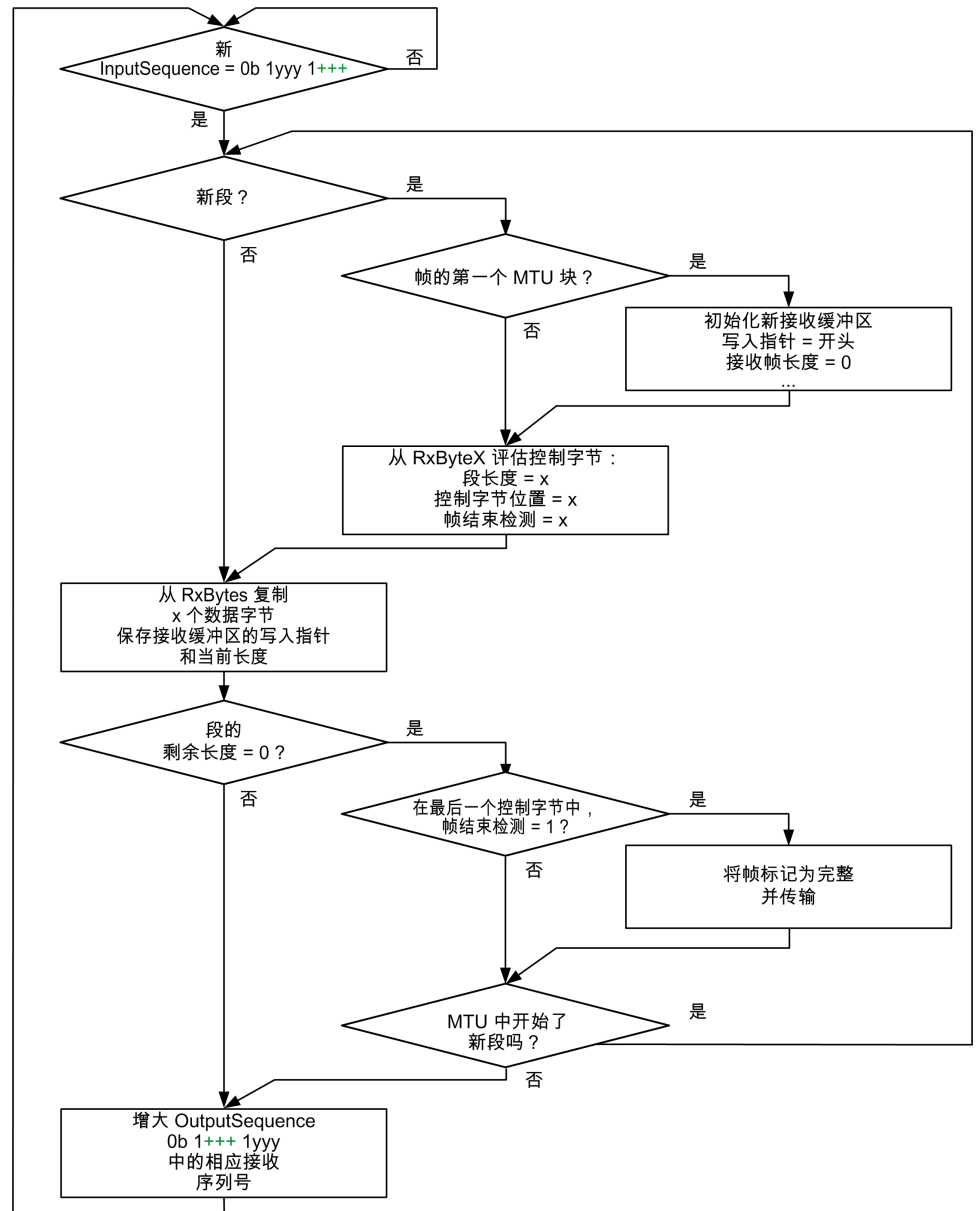 新
InputSequence = 0b 1yyy 1+++
否
是
新段？
是
否
帧的第一个 MTU 块？
是
否
初始化新接收缓冲区
写入指针 = 开头
接收帧长度 = 0
...
从 RxByteX 评估控制字节：
段长度 = x
控制字节位置 = x
帧结束检测 = x
从 RxBytes 复制
x 个数据字节
保存接收缓冲区的写入指针
和当前长度
段的
剩余长度 = 0？
是
否
在最后一个控制字节中，
帧结束检测 = 1？
是
否
将帧标记为完整
并传输
MTU 中开始了
新段吗？
是
否
增大 OutputSequence
0b 1+++ 1yyy
中的相应接收
序列号